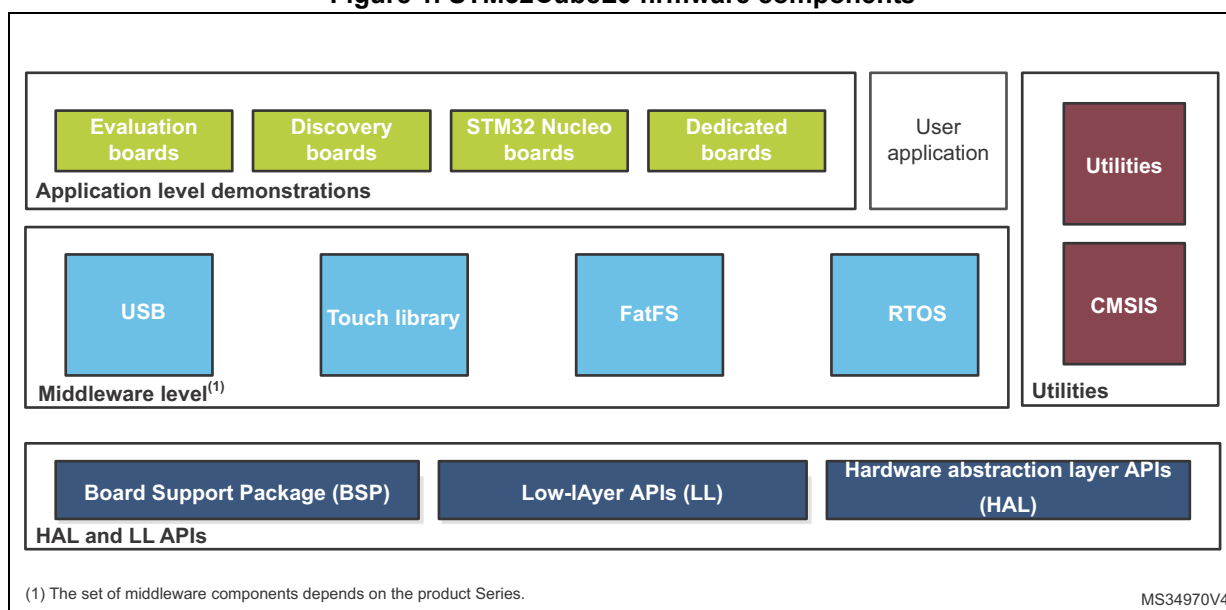 Evaluation
boards
Discovery
boards
STM32 Nucleo
boards
Dedicated
boards
Application level demonstrations
User
application
Utilities
CMSIS
Utilities
USB
Touch library
FatFS
RTOS
Middleware level(1)
Board Support Package (BSP)
Low-lAyer APIs (LL)
Hardware abstraction layer APIs
(HAL)
HAL and LL APIs
(1) The set of middleware components depends on the product Series.
MS34970V4